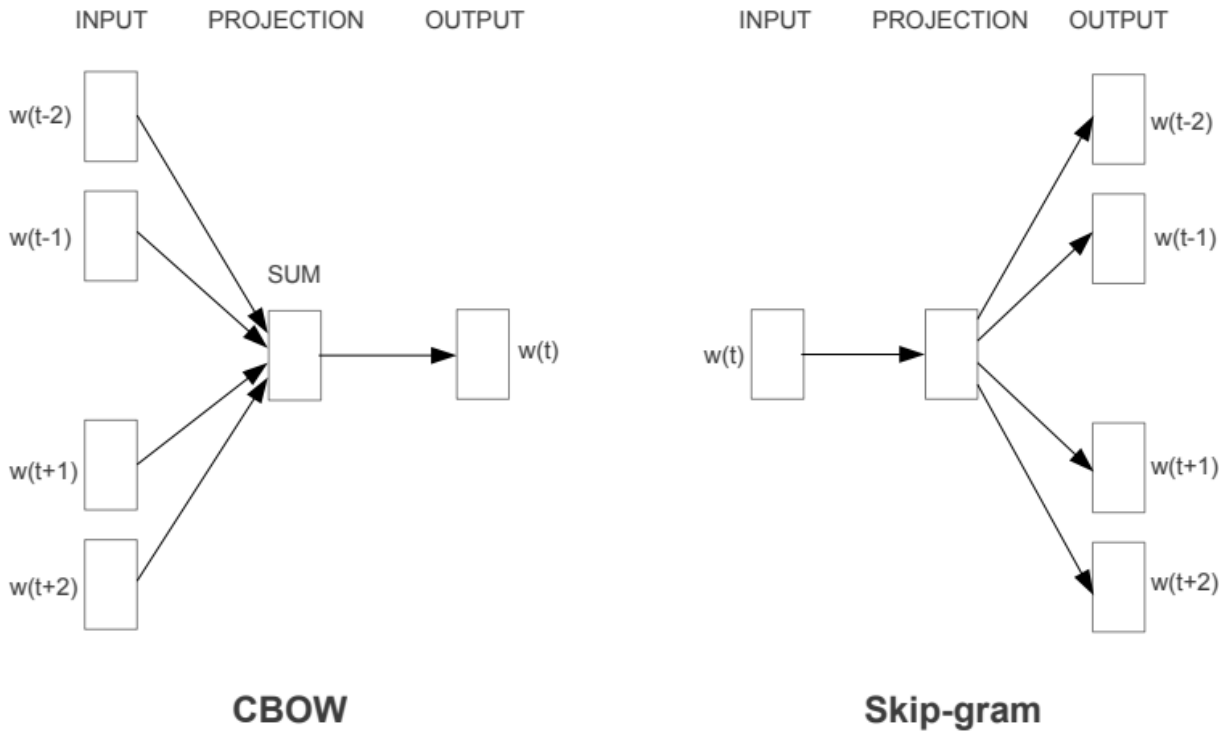 INPUT PROJECTION OUTPUT
w(t-2)
w(t-1)
SUM
w(t)
w(t+1)
w(t+2)
CBOW
INPUT PROJECTION OUTPUT
w(t-2)
w(t-1)
w(t)
w(t+1)
w(t+2)
Skip-gram